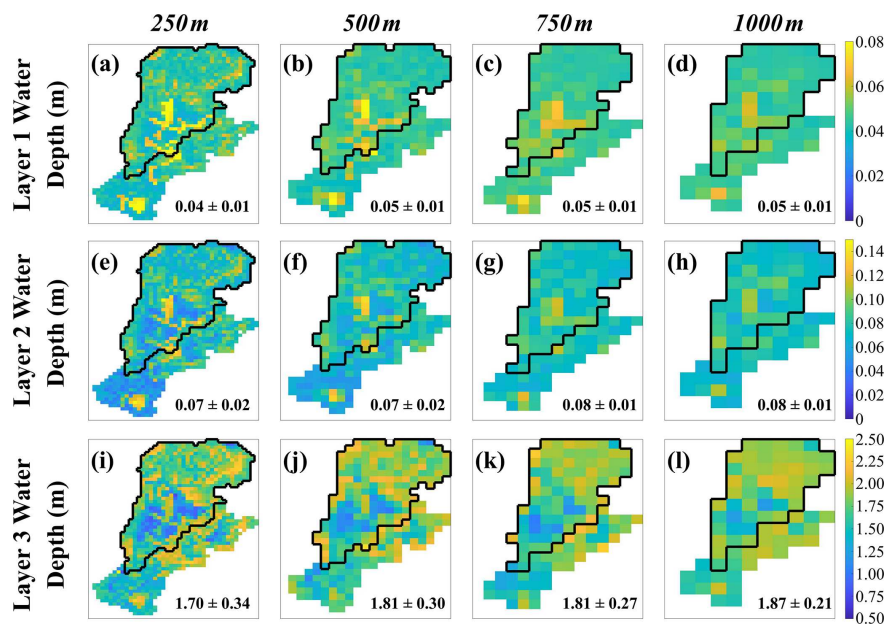 250 m 500 m 750 m 1000 m
Layer 1 Water
Depth (m)
(a) (b) (c) (d)
0.04 ± 0.01 0.05 ± 0.01 0.05 ± 0.01 0.05 ± 0.01
0.08
0.06
0.04
0.02
0
Layer 2 Water
Depth (m)
(e) (f) (g) (h)
0.07 ± 0.02 0.07 ± 0.02 0.08 ± 0.01 0.08 ± 0.01
0.14
0.12
0.10
0.08
0.06
0.04
0.02
0
Layer 3 Water
Depth (m)
(i) (j) (k) (l)
1.70 ± 0.34 1.81 ± 0.30 1.81 ± 0.27 1.87 ± 0.21
2.50
2.25
2.00
1.75
1.50
1.25
1.00
0.75
0.50